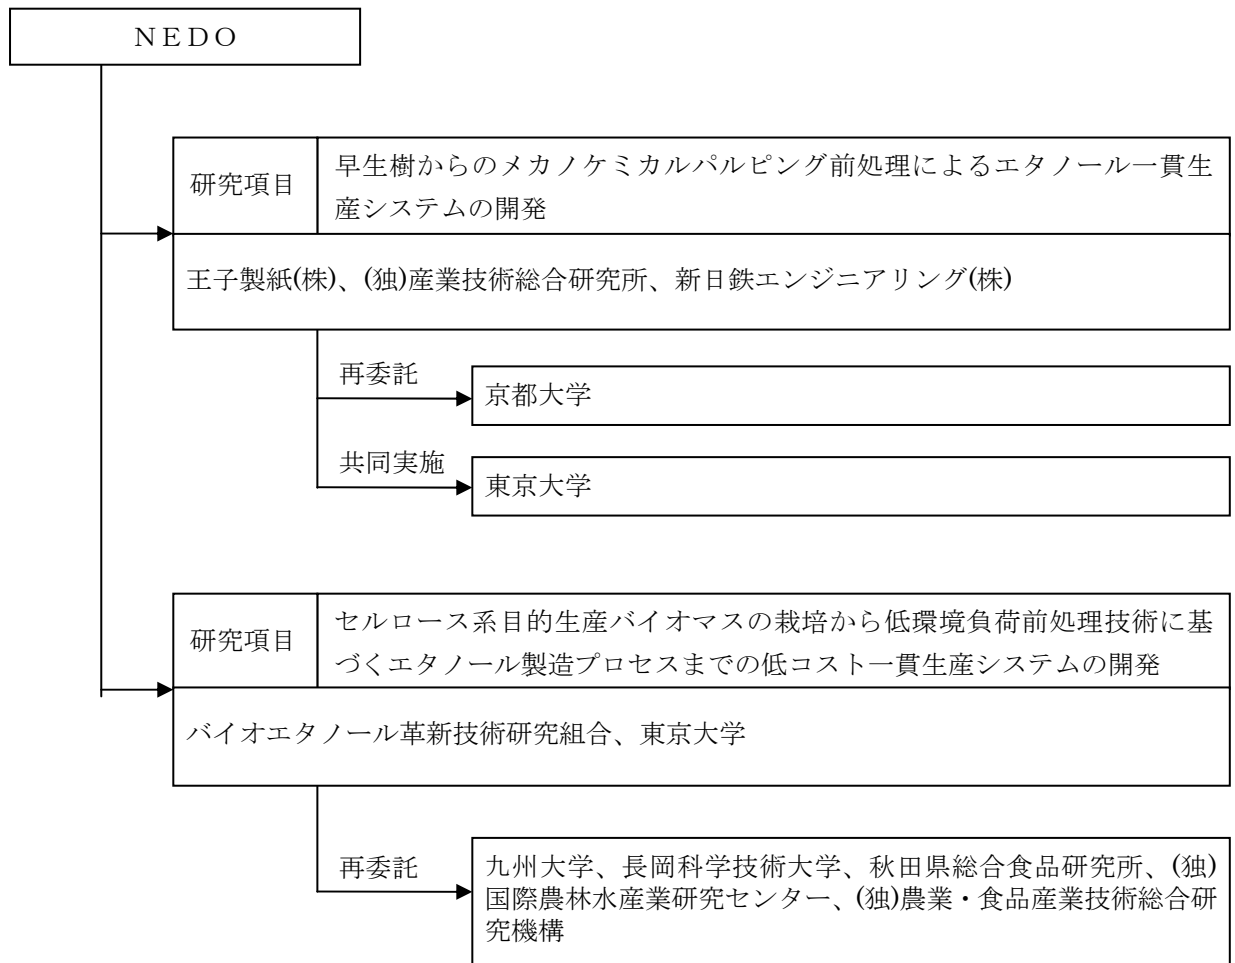 NEDO
研究項目
早生樹からのメカノケミカルパルピング前処理によるエタノール一貫生
産システムの開発
王子製紙(株)、(独)産業技術総合研究所、新日鉄エンジニアリング(株)
再委託
京都大学
共同実施
東京大学
研究項目
セルロース系目的生産バイオマスの栽培から低環境負荷前処理技術に基
づくエタノール製造プロセスまでの低コスト一貫生産システムの開発
バイオエタノール革新技術研究組合、東京大学
再委託
九州大学、長岡科学技術大学、秋田県総合食品研究所、(独)
国際農林水産業研究センター、(独)農業・食品産業技術総合研
究機構